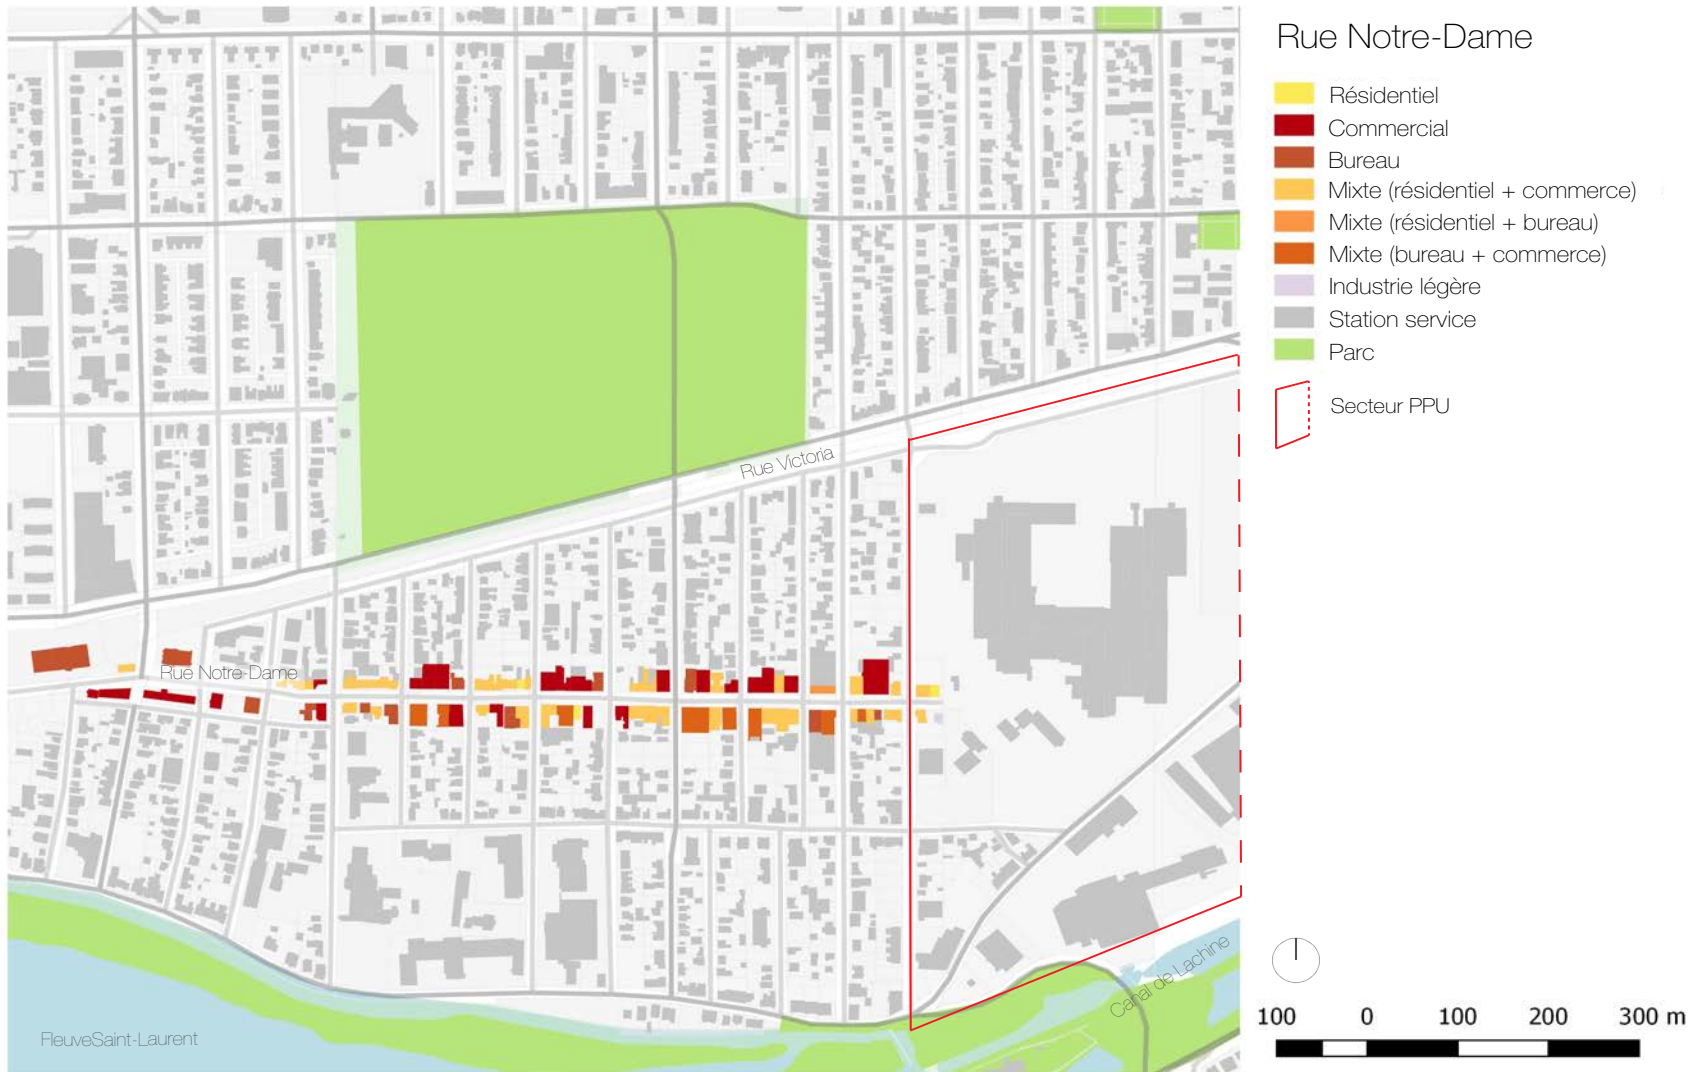 Rue Notre-Dame
Résidentiel
Commercial
Bureau
Mixte (résidentiel + commerce)
Mixte (résidentiel + bureau)
Mixte (bureau + commerce)
Industrie légère
Station service
Parc
Secteur PPU
Rue Victoria
Rue Notre-Dame
Canal de Lachine
FleuveSaint-Laurent
100 0 100 200 300 m